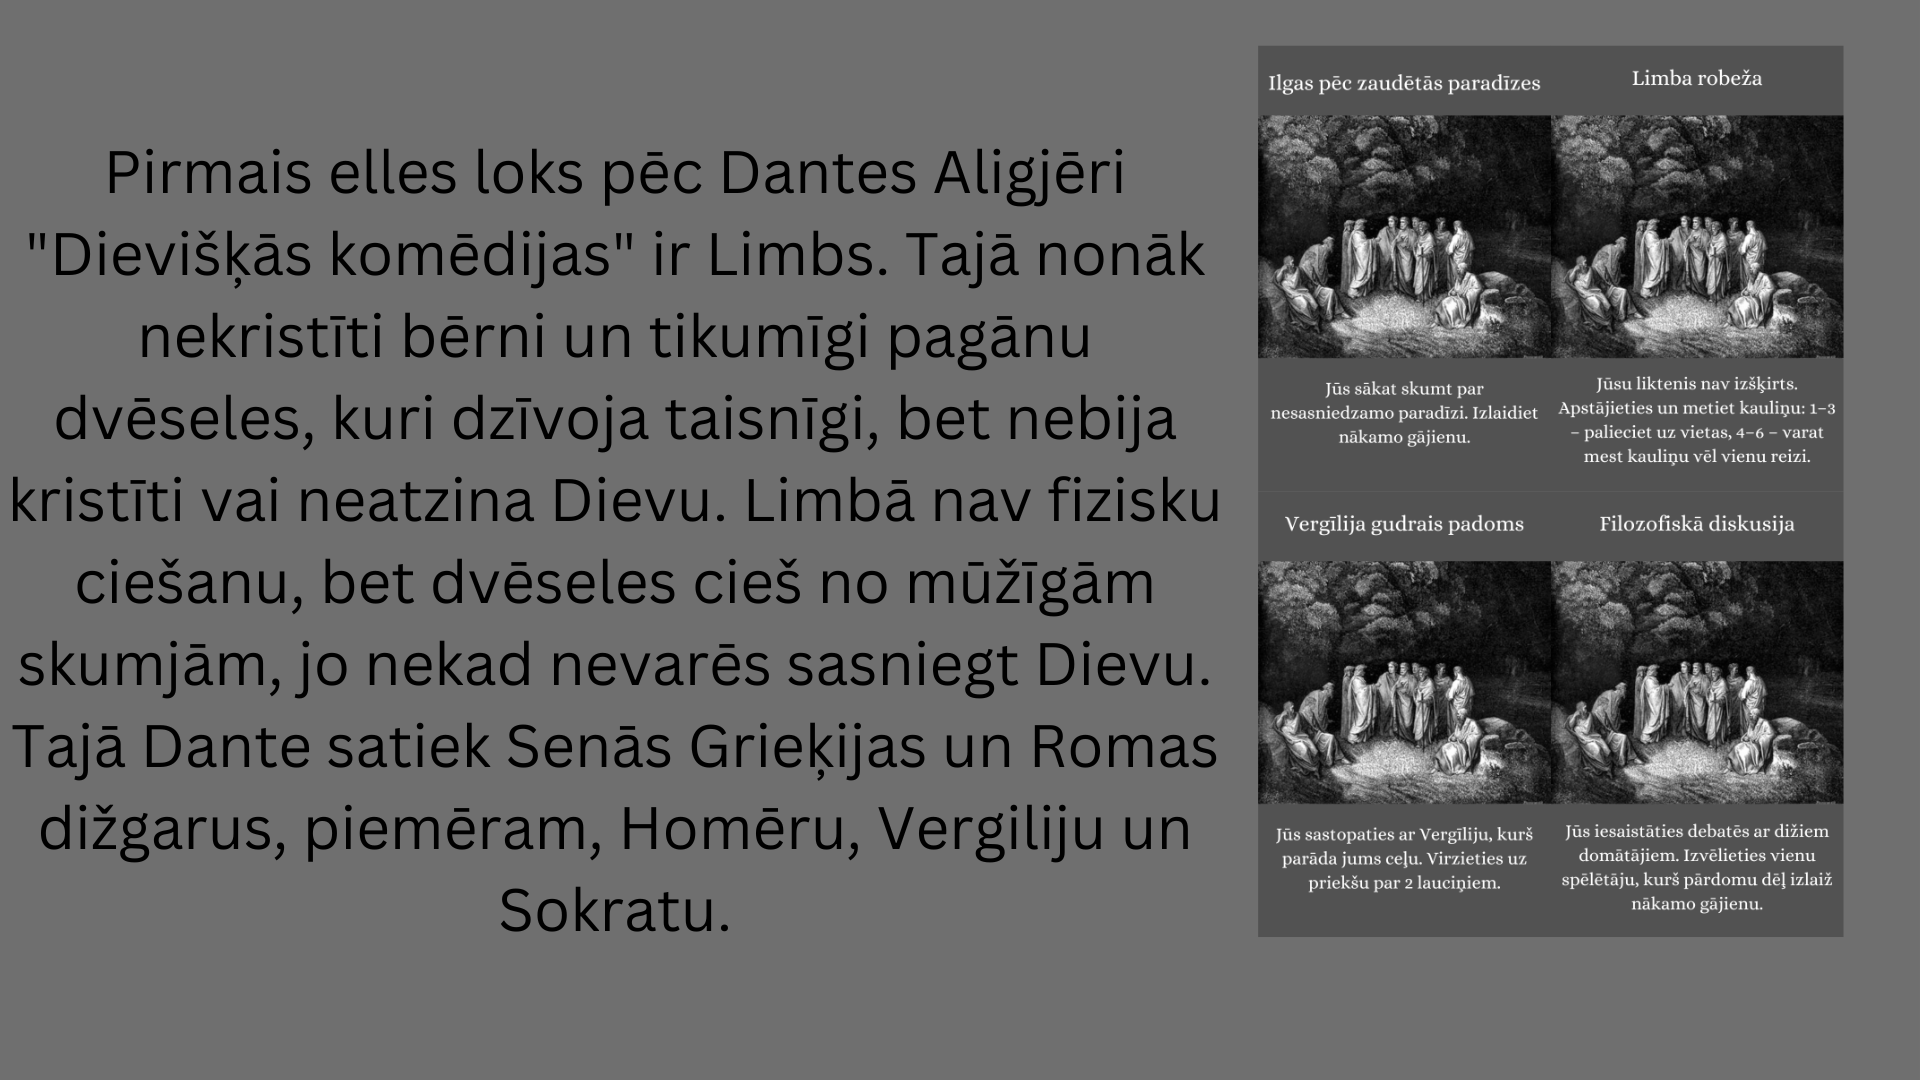 Pirmais elles loks pēc Dantes Aligjēri
"Dievišķās komēdijas" ir Limbs. Tajā nonāk
nekristīti bērni un tikumīgi pagānu
dvēseles, kuri dzīvoja taisnīgi, bet nebija
kristīti vai neatzina Dievu. Limbā nav fizisku
ciešanu, bet dvēseles cieš no mūžīgām
skumjām, jo nekad nevarēs sasniegt Dievu.
Tajā Dante satiek Senās Grieķijas un Romas
dižgarus, piemēram, Homēru, Vergiliju un
Sokratu.
Ilgas pēc zaudētās paradīzes
Jūs sākat skumt par
nesasniedzamo paradīzi. Izlaidiet
nākamo gājienu.
Limba robeža
Jūsu liktenis nav izšķirts.
Apstājieties un metiet kauliņu: 1–3
– palieciet uz vietas, 4–6 – varat
mest kauliņu vēl vienu reizi.
Vergīlija gudrais padoms
Jūs sastopaties ar Vergīliju, kurš
parāda jums ceļu. Virzieties uz
priekšu par 2 lauciņiem.
Filozofiskā diskusija
Jūs iesaistāties debatēs ar dižiem
domātājiem. Izvēlieties vienu
spēlētāju, kurš pārdomu dēļ izlaiž
nākamo gājienu.